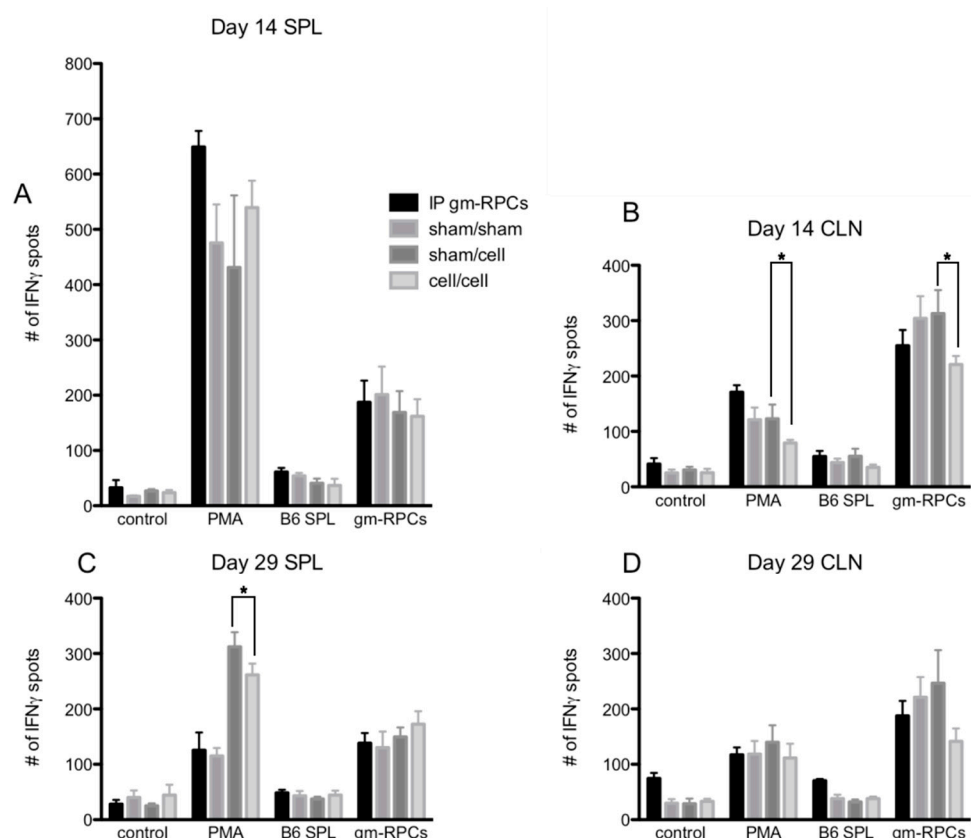 Day 14 SPL
A
# of IFNγ spots
800
700
600
500
400
300
200
100
0
control PMA B6 SPL gm-RPCs
IP gm-RPCs
sham/sham
sham/cell
cell/cell
B
Day 14 CLN
# of IFNγ spots
400
300
200
100
0
* *
control PMA B6 SPL gm-RPCs
C
Day 29 SPL
# of IFNγ spots
400
300
200
100
0
*
control PMA B6 SPL gm-RPCs
D
Day 29 CLN
# of IFNγ spots
400
300
200
100
0
control PMA B6 SPL gm-RPCs